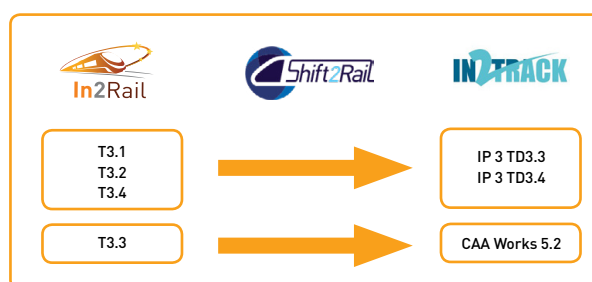 In2Rail
Shift2Rail
IN2TRACK
T3.1
T3.2
T3.4
IP 3 TD3.3
IP 3 TD3.4
T3.3
CAA Works 5.2